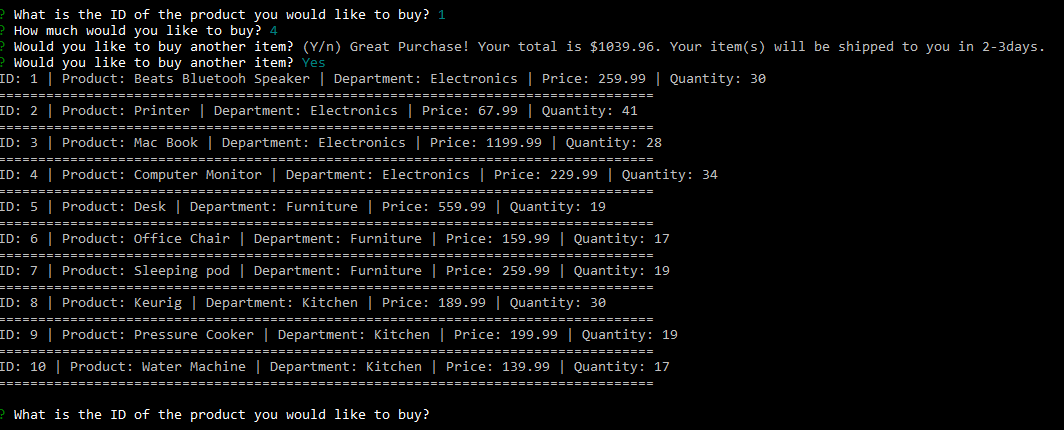 ? What is the ID of the product you would like to buy? 1
? How much would you like to buy? 4
? Would you like to buy another item? (Y/n) Great Purchase! Your total is $1039.96. Your item(s) will be shipped to you in 2-3days.
? Would you like to buy another item? Yes
ID: 1 | Product: Beats Bluetooh Speaker | Department: Electronics | Price: 259.99 | Quantity: 30
==================================================================================
ID: 2 | Product: Printer | Department: Electronics | Price: 67.99 | Quantity: 41
==================================================================================
ID: 3 | Product: Mac Book | Department: Electronics | Price: 1199.99 | Quantity: 28
==================================================================================
ID: 4 | Product: Computer Monitor | Department: Electronics | Price: 229.99 | Quantity: 34
==================================================================================
ID: 5 | Product: Desk | Department: Furniture | Price: 559.99 | Quantity: 19
==================================================================================
ID: 6 | Product: Office Chair | Department: Furniture | Price: 159.99 | Quantity: 17
==================================================================================
ID: 7 | Product: Sleeping pod | Department: Furniture | Price: 259.99 | Quantity: 19
==================================================================================
ID: 8 | Product: Keurig | Department: Kitchen | Price: 189.99 | Quantity: 30
==================================================================================
ID: 9 | Product: Pressure Cooker | Department: Kitchen | Price: 199.99 | Quantity: 19
==================================================================================
ID: 10 | Product: Water Machine | Department: Kitchen | Price: 139.99 | Quantity: 17
==================================================================================
? What is the ID of the product you would like to buy?